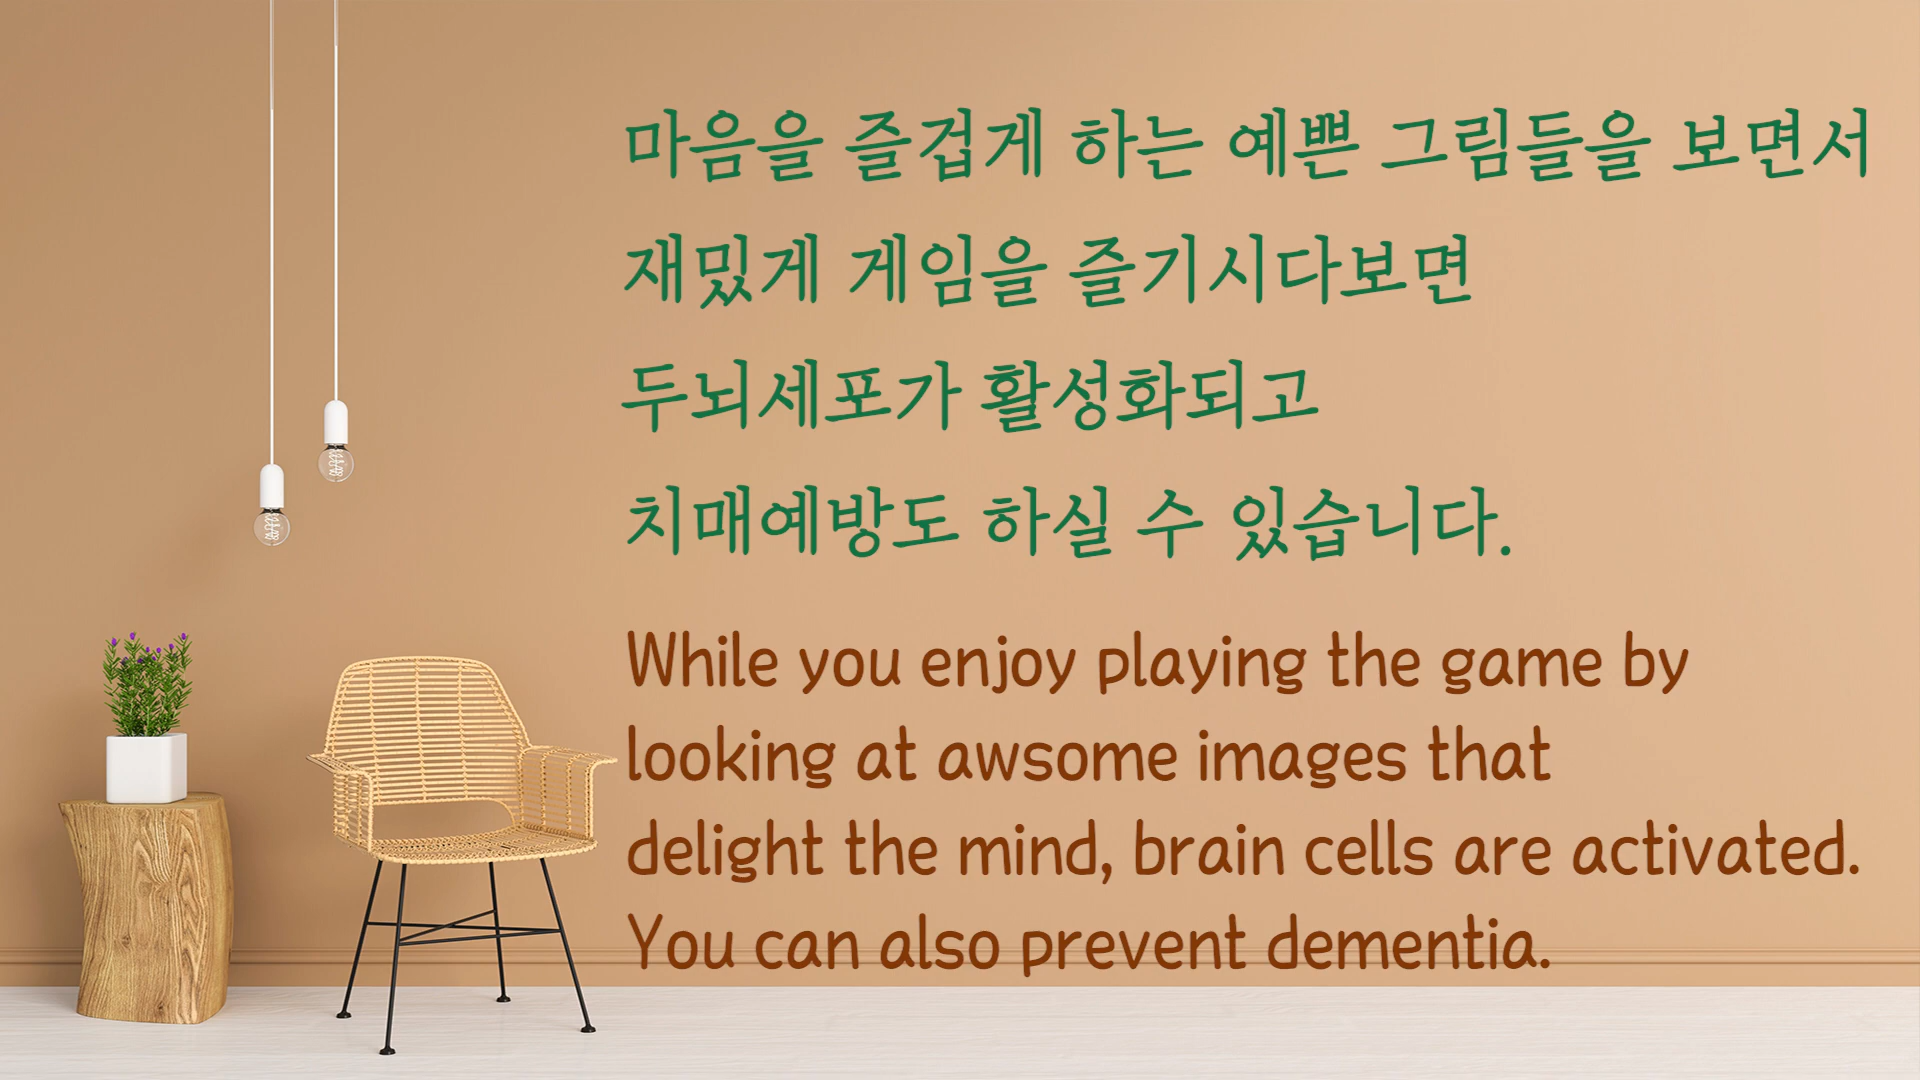 마음을 즐겁게 하는 예쁜 그림들을 보면서
재밌게 게임을 즐기시다보면
두뇌세포가 활성화되고
치매예방도 하실 수 있습니다.
While you enjoy playing the game by
looking at awsome images that
delight the mind, brain cells are activated.
You can also prevent dementia.